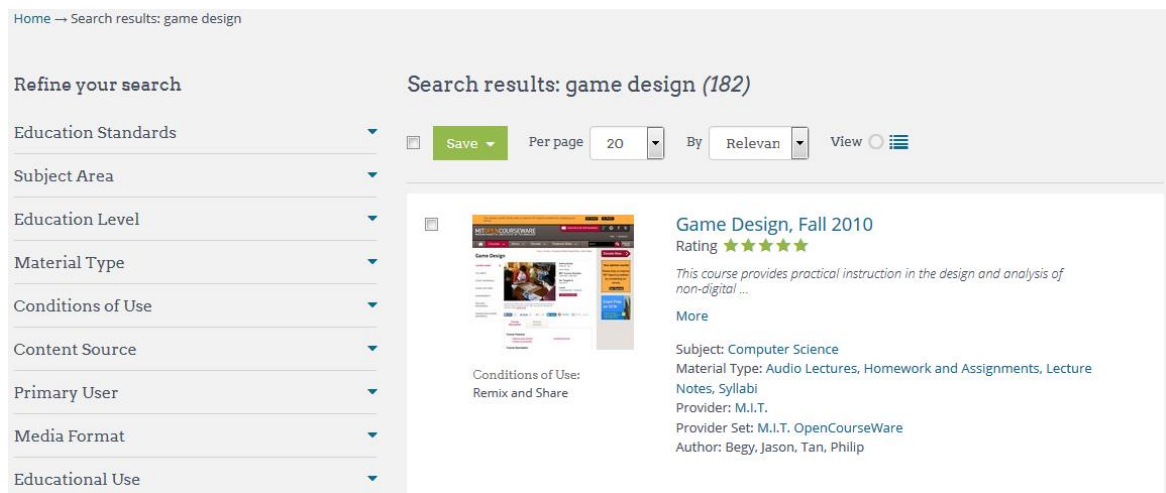 Home → Search results: game design
Refine your search
Education Standards
Subject Area
Education Level
Material Type
Conditions of Use
Content Source
Primary User
Media Format
Educational Use
Search results: game design (182)
Save Per page 20 By Relevan View
MITOPENCOURSEWARE
Game Design
Game Design, Fall 2010
Rating
This course provides practical instruction in the design and analysis of
non-digital ...
More
Conditions of Use:
Remix and Share
Subject: Computer Science
Material Type: Audio Lectures, Homework and Assignments, Lecture
Notes, Syllabi
Provider: M.I.T.
Provider Set: M.I.T. OpenCourseWare
Author: Begy, Jason, Tan, Philip